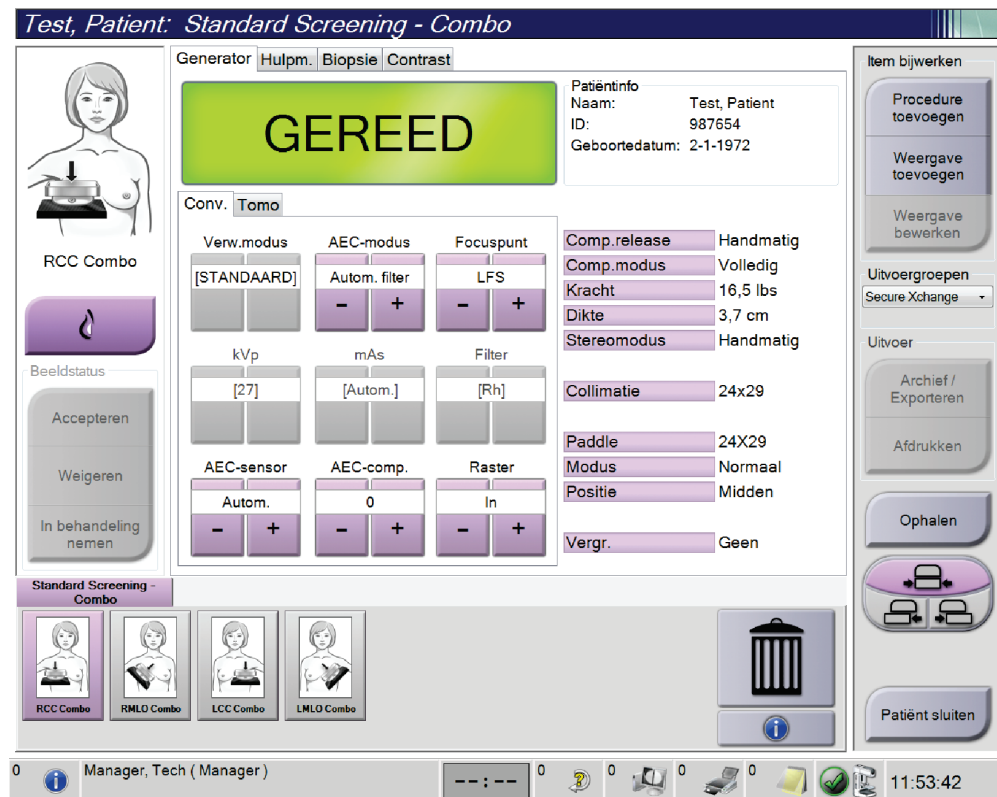 Test, Patient: Standard Screening - Combo
RCC Combo
Beeldstatus
Accepteren
Weigeren
In behandeling
nemen
Generator Hulpm. Biopsie Contrast
GEREED
Patiëntinfo
Naam: Test, Patient
ID: 987654
Geboortedatum: 2-1-1972
Conv. Tomo
Verw.modus AEC-modus Focuspunt
[STANDAARD] Autom. filter LFS
- + - +
kVp mAs Filter
[27] [Autom.] [Rh]
AEC-sensor AEC-comp. Raster
Autom. 0 In
- + - + - +
Comp.release Handmatig
Comp.modus Volledig
Kracht 16,5 lbs
Dikte 3,7 cm
Stereomodus Handmatig
Collimatie 24x29
Paddle 24X29
Modus Normaal
Positie Midden
Vergr. Geen
Item bijwerken
Procedure
toevoegen
Weergave
toevoegen
Weergave
bewerken
Uitvoergroepen
Secure Xchange
Uitvoer
Archief /
Exporteren
Afdrukken
Ophalen
Patiënt sluiten
Standard Screening -
Combo
RCC Combo RMLO Combo LCC Combo LMLO Combo
0 Manager, Tech ( Manager ) --:-- 0 0 0 0 11:53:42